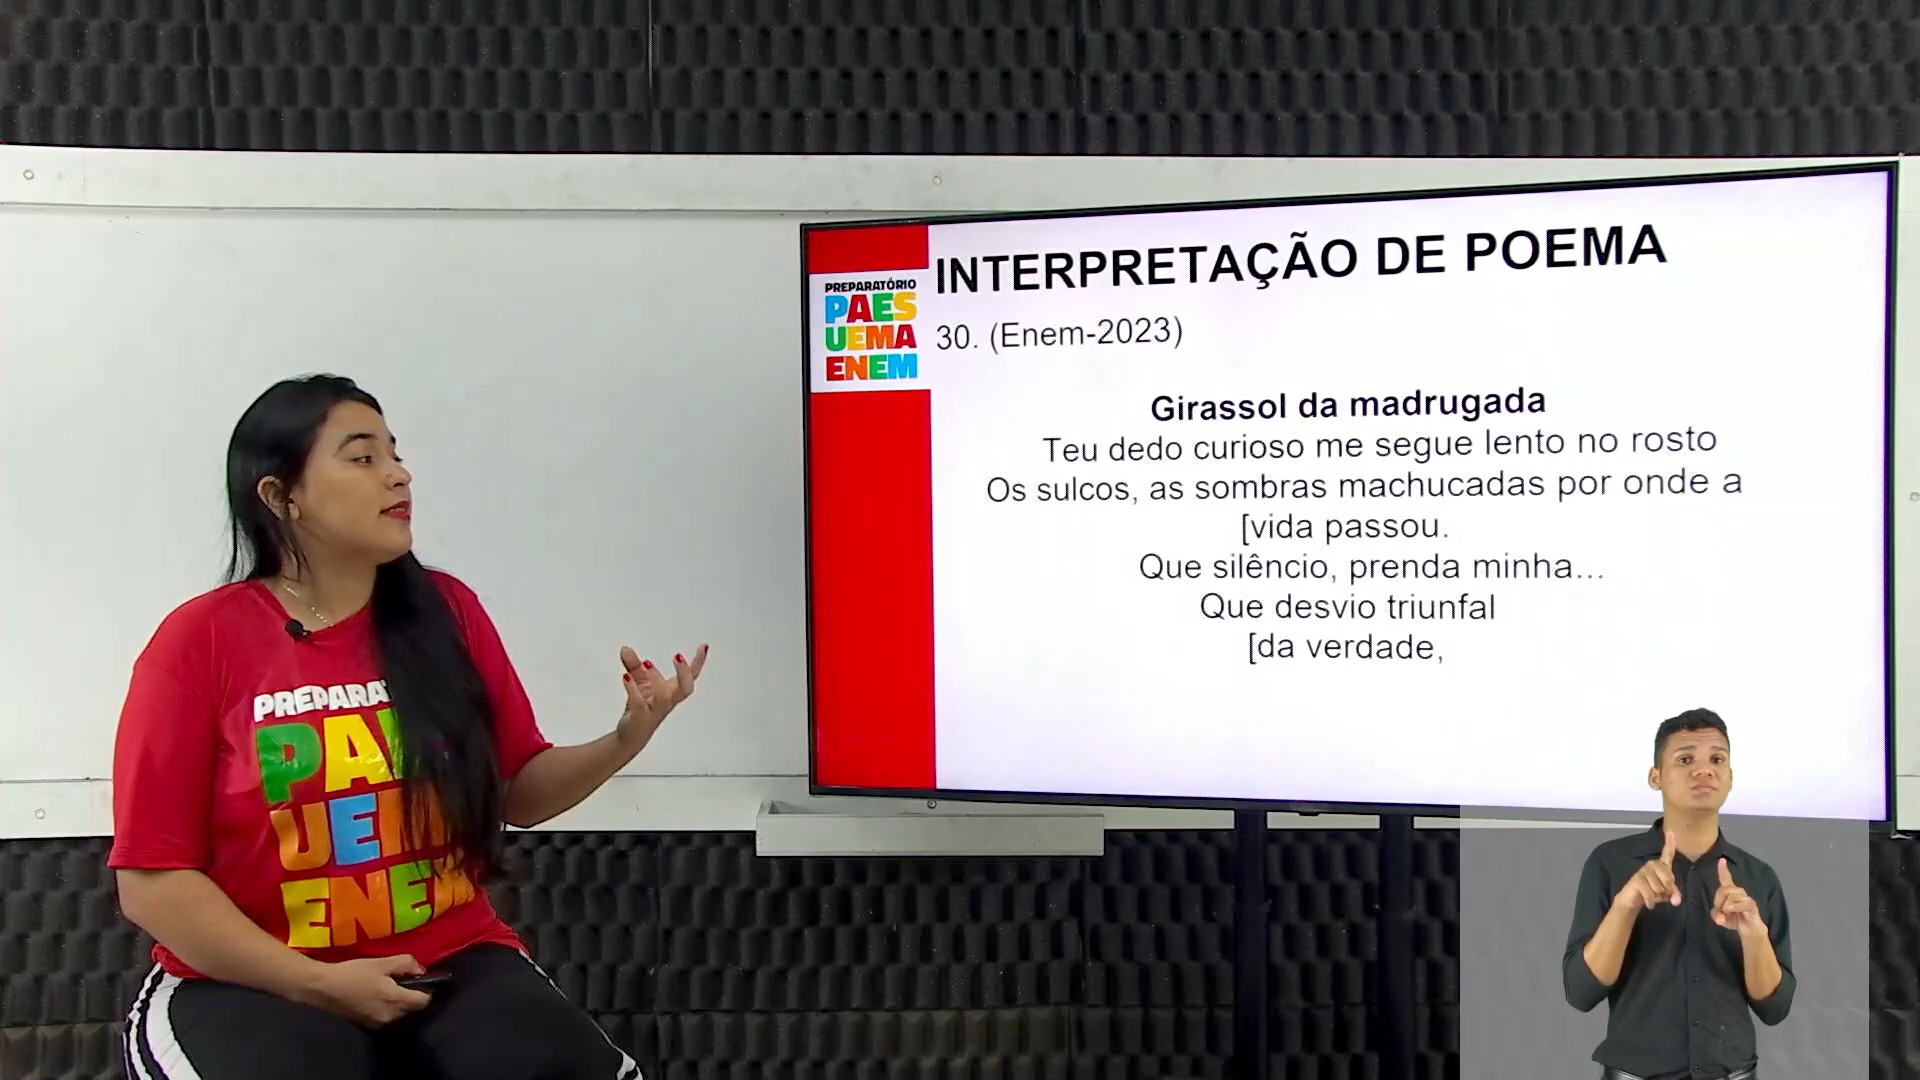 INTERPRETAÇÃO DE POEMA
PREPARATÓRIO
PAES
UEMA
ENEM
30. (Enem-2023)
Girassol da madrugada
Teu dedo curioso me segue lento no rosto
Os sulcos, as sombras machucadas por onde a
[vida passou.
Que silêncio, prenda minha...
Que desvio triunfal
[da verdade,
PREPARA
PA
UEM
ENEM